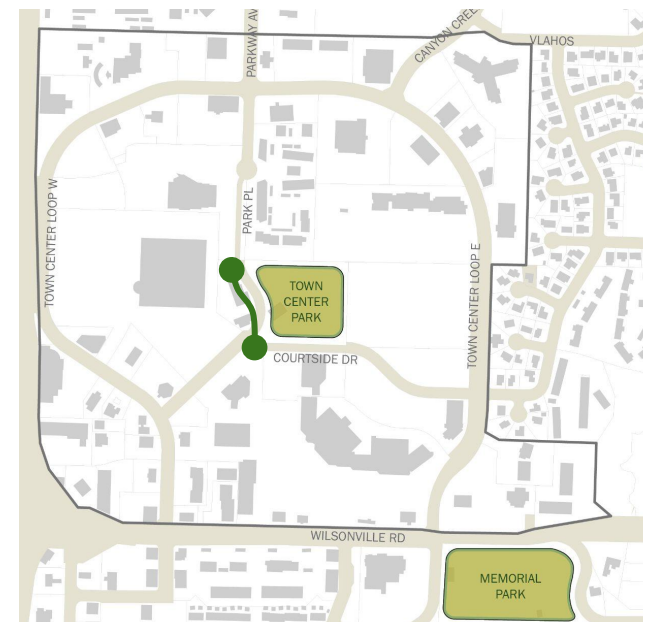 PARKWAY AV
CANYON CREE
VLAHOS
TOWN CENTER LOOP W
PARK PL
TOWN CENTER LOOP E
TOWN
CENTER
PARK
COURTSIDE DR
WILSONVILLE RD
MEMORIAL
PARK